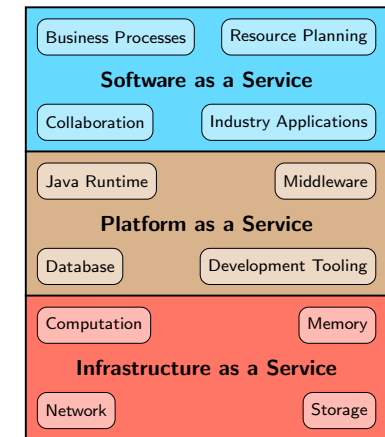 Business Processes Resource Planning
Software as a Service
Collaboration Industry Applications
Java Runtime Middleware
Platform as a Service
Database Development Tooling
Computation Memory
Infrastructure as a Service
Network Storage